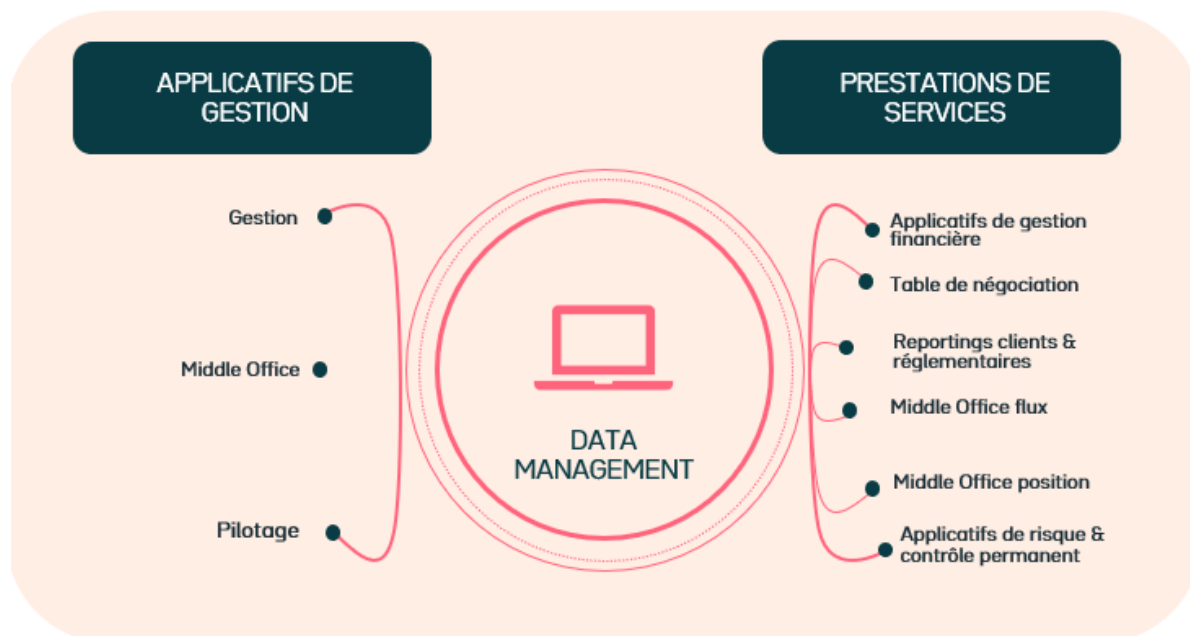 APPLICATIFS DE
GESTION
PRESTATIONS DE
SERVICES
Gestion
Middle Office
Pilotage
DATA
MANAGEMENT
Applicatifs de gestion
financière
Table de négociation
Reportings clients &
réglementaires
Middle Office flux
Middle Office position
Applicatifs de risque &
contrôle permanent